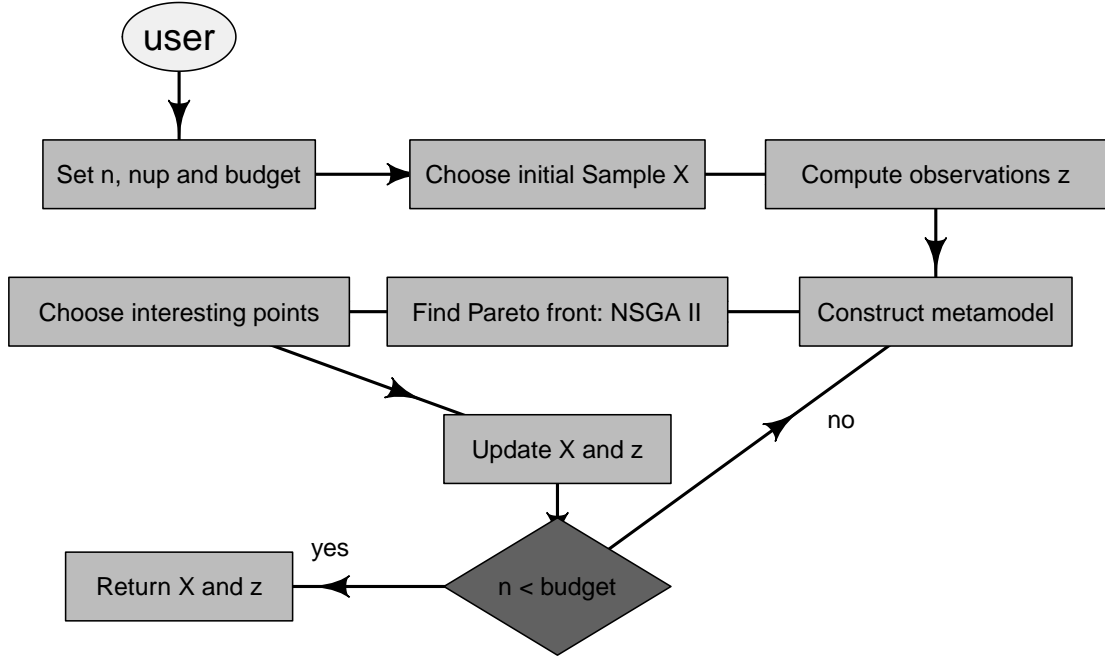 user
Set n, nup and budget
Choose initial Sample X
Compute observations z
Choose interesting points
Find Pareto front: NSGA II
Construct metamodel
no
Update X and z
yes
Return X and z
n < budget